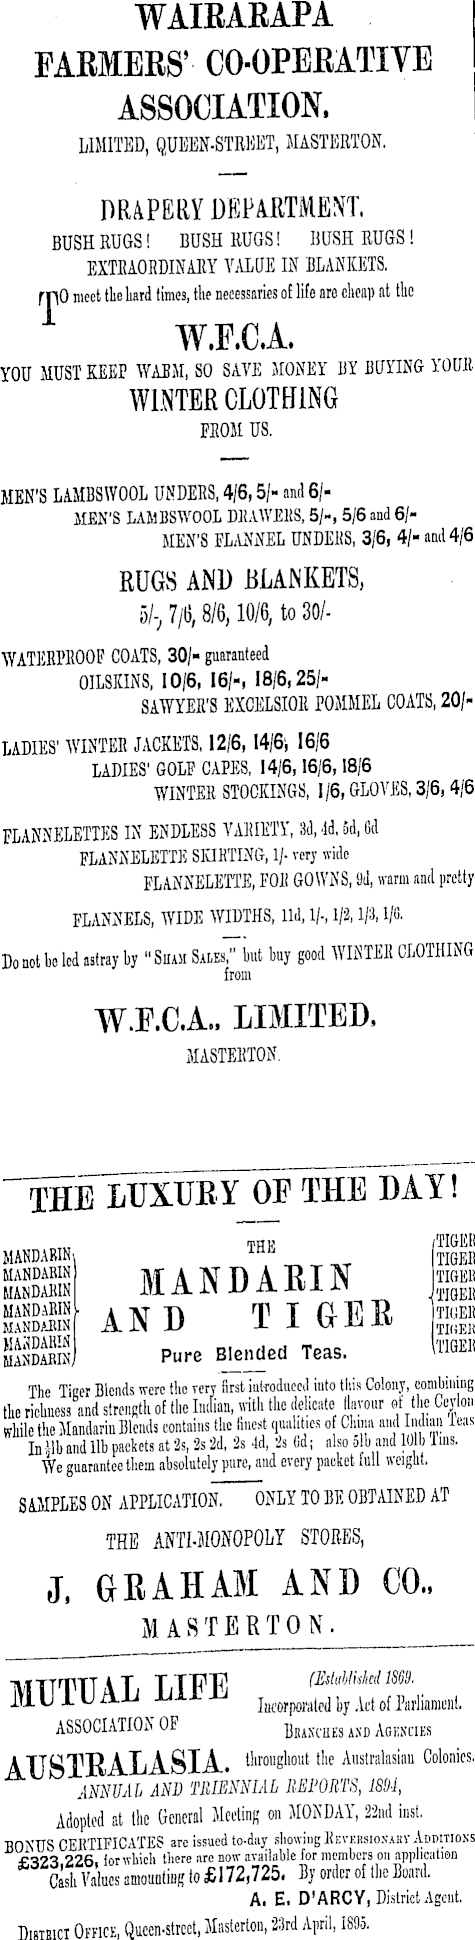 WAIRARAPA
FARMERS' CO-OPERATIVE
ASSOCIATION,
LIMITED, QUEEN-STREET, MASTERTON.
DRAPERY DEPARTMENT.
BUSH RUGS! BUSH RUGS! BUSH RUGS!
EXTRAORDINARY VALUE IN BLANKETS.
TO meet the hard times, the necessaries of life are cheap at the
W.F.C.A.
YOU MUST KEEP WARM, SO SAVE MONEY BY BUYING YOUR
WINTER CLOTHING
FROM US.
MEN'S LAMBSWOOL UNDERS, 4/6, 5/- and 6/-
MEN'S LAMBSWOOL DRAWERS, 5/-, 5/6 and 6/-
MEN'S FLANNEL UNDERS, 3/6, 4/- and 4/6
RUGS AND BLANKETS,
5/-, 7/6, 8/6, 10/6, to 30/-
WATERPROOF COATS, 30/- guaranteed
OILSKINS, 10/6, 16/-, 18/6, 25/-
SAWYER'S EXCELSIOR POMMEL COATS, 20/-
LADIES' WINTER JACKETS, 12/6, 14/6, 16/6
LADIES' GOLF CAPES, 14/6, 16/6, 18/6
WINTER STOCKINGS, 1/6, GLOVES, 3/6, 4/6
FLANNELETTES IN ENDLESS VARIETY, 3d, 4d, 5d, 6d
FLANNELETTE SKIRTING, 1/- very wide
FLANNELETTE, FOR GOWNS, 9d, warm and pretty
FLANNELS, WIDE WIDTHS, 11d, 1/-, 1/2, 1/3, 1/6.
Do not be led astray by "SHAM SALES," but buy good WINTER CLOTHING
from
W.F.C.A., LIMITED,
MASTERTON.
THE LUXURY OF THE DAY!
THE
MANDARIN
MANDARIN
MANDARIN
MANDARIN
MANDARIN
MANDARIN
MANDARIN
MANDARIN
AND TIGER
TIGER
TIGER
TIGER
TIGER
TIGER
TIGER
TIGER
Pure Blended Teas.
The Tiger Blends were the very first introduced into this Colony, combining
the richness and strength of the Indian, with the delicate flavour of the Ceylon
while the Mandarin Blends contains the finest qualities of China and Indian Teas
In ½lb and 1lb packets at 2s, 2s 2d, 2s 4d, 2s 6d; also 5lb and 10lb Tins.
We guarantee them absolutely pure, and every packet full weight.
SAMPLES ON APPLICATION. ONLY TO BE OBTAINED AT
THE ANTI-MONOPOLY STORES,
J. GRAHAM AND CO.,
MASTERTON.
MUTUAL LIFE
ASSOCIATION OF
AUSTRALASIA.
(Established 1869.
Incorporated by Act of Parliament.
BRANCHES AND AGENCIES
throughout the Australasian Colonies.
ANNUAL AND TRIENNIAL REPORTS, 1894,
Adopted at the General Meeting on MONDAY, 22nd inst.
BONUS CERTIFICATES are issued to-day showing REVERSIONARY ADDITIONS
£323,226, for which there are now available for members on application
Cash Values amounting to £172,725. By order of the Board.
A. E. D'ARCY, District Agent.
DISTRICT OFFICE, Queen-street, Masterton, 23rd April, 1895.